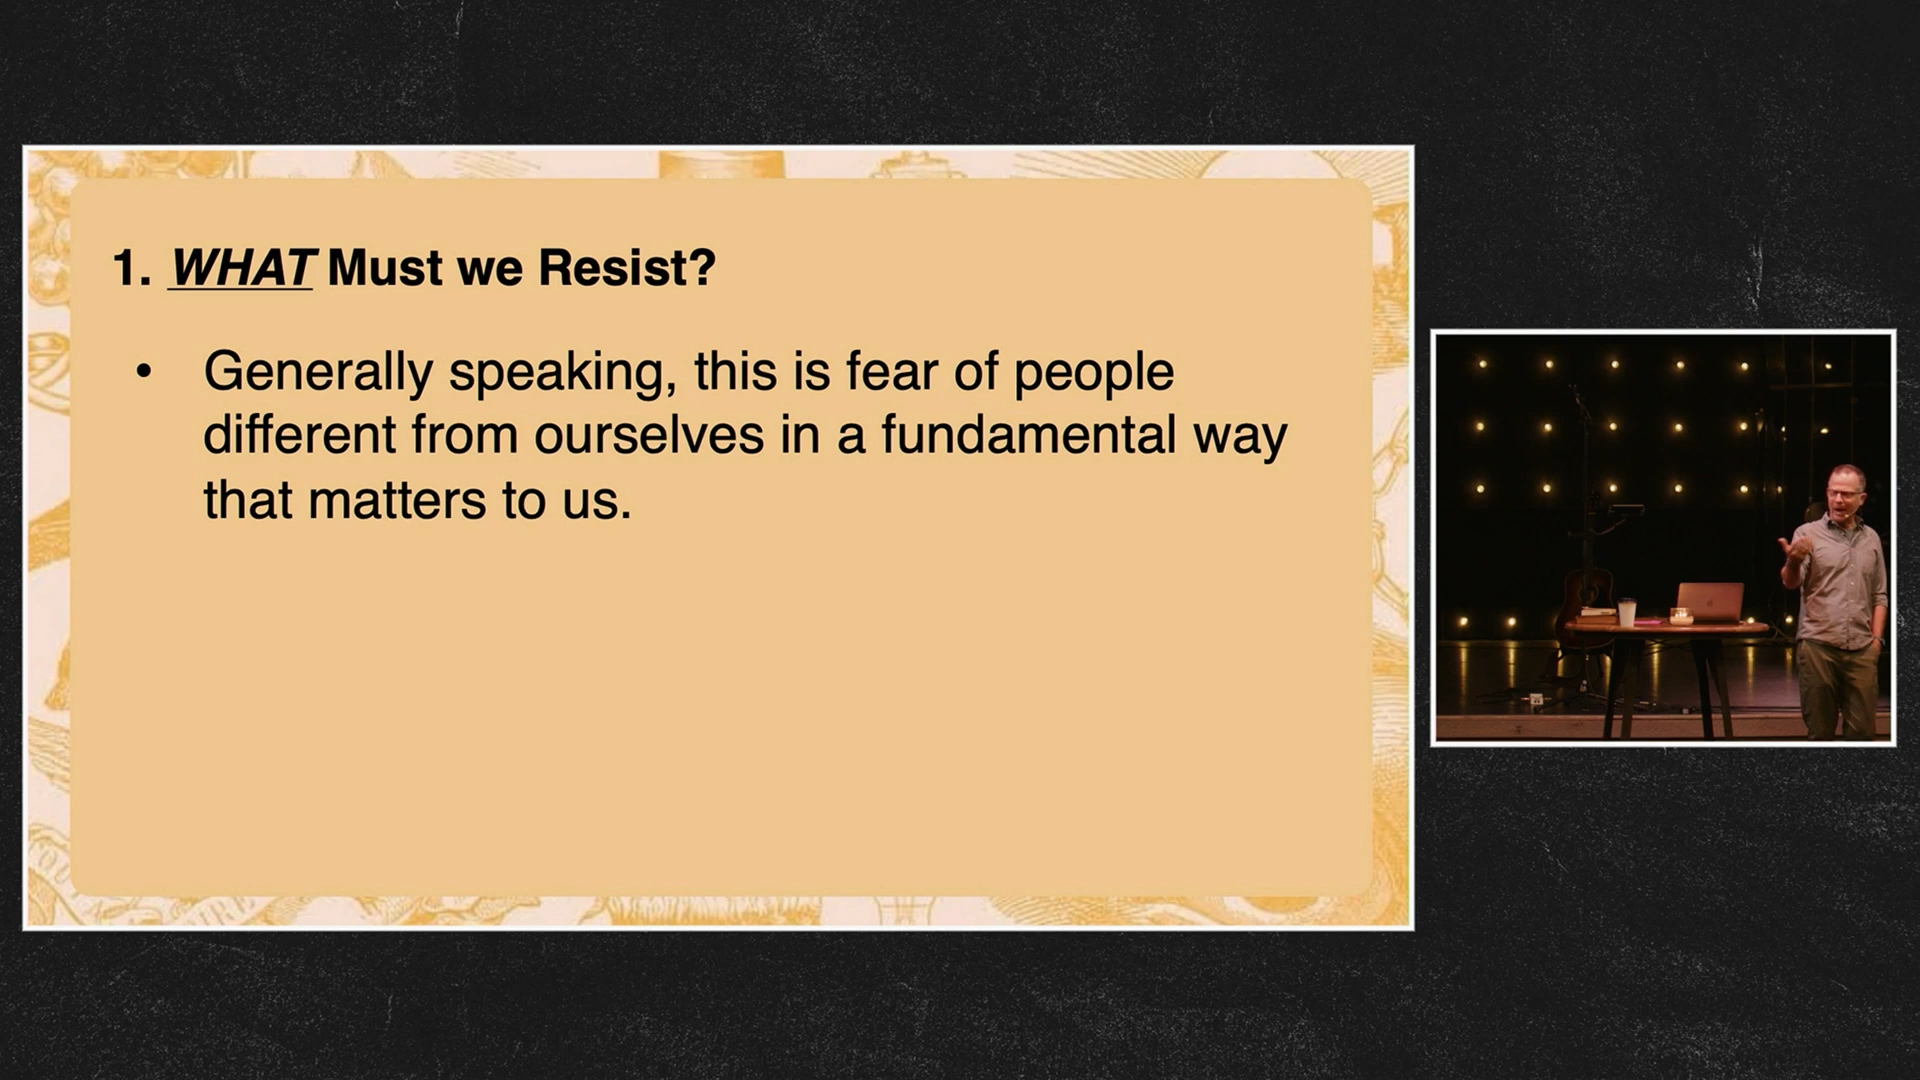 1. WHAT Must we Resist?
• Generally speaking, this is fear of people
different from ourselves in a fundamental way
that matters to us.